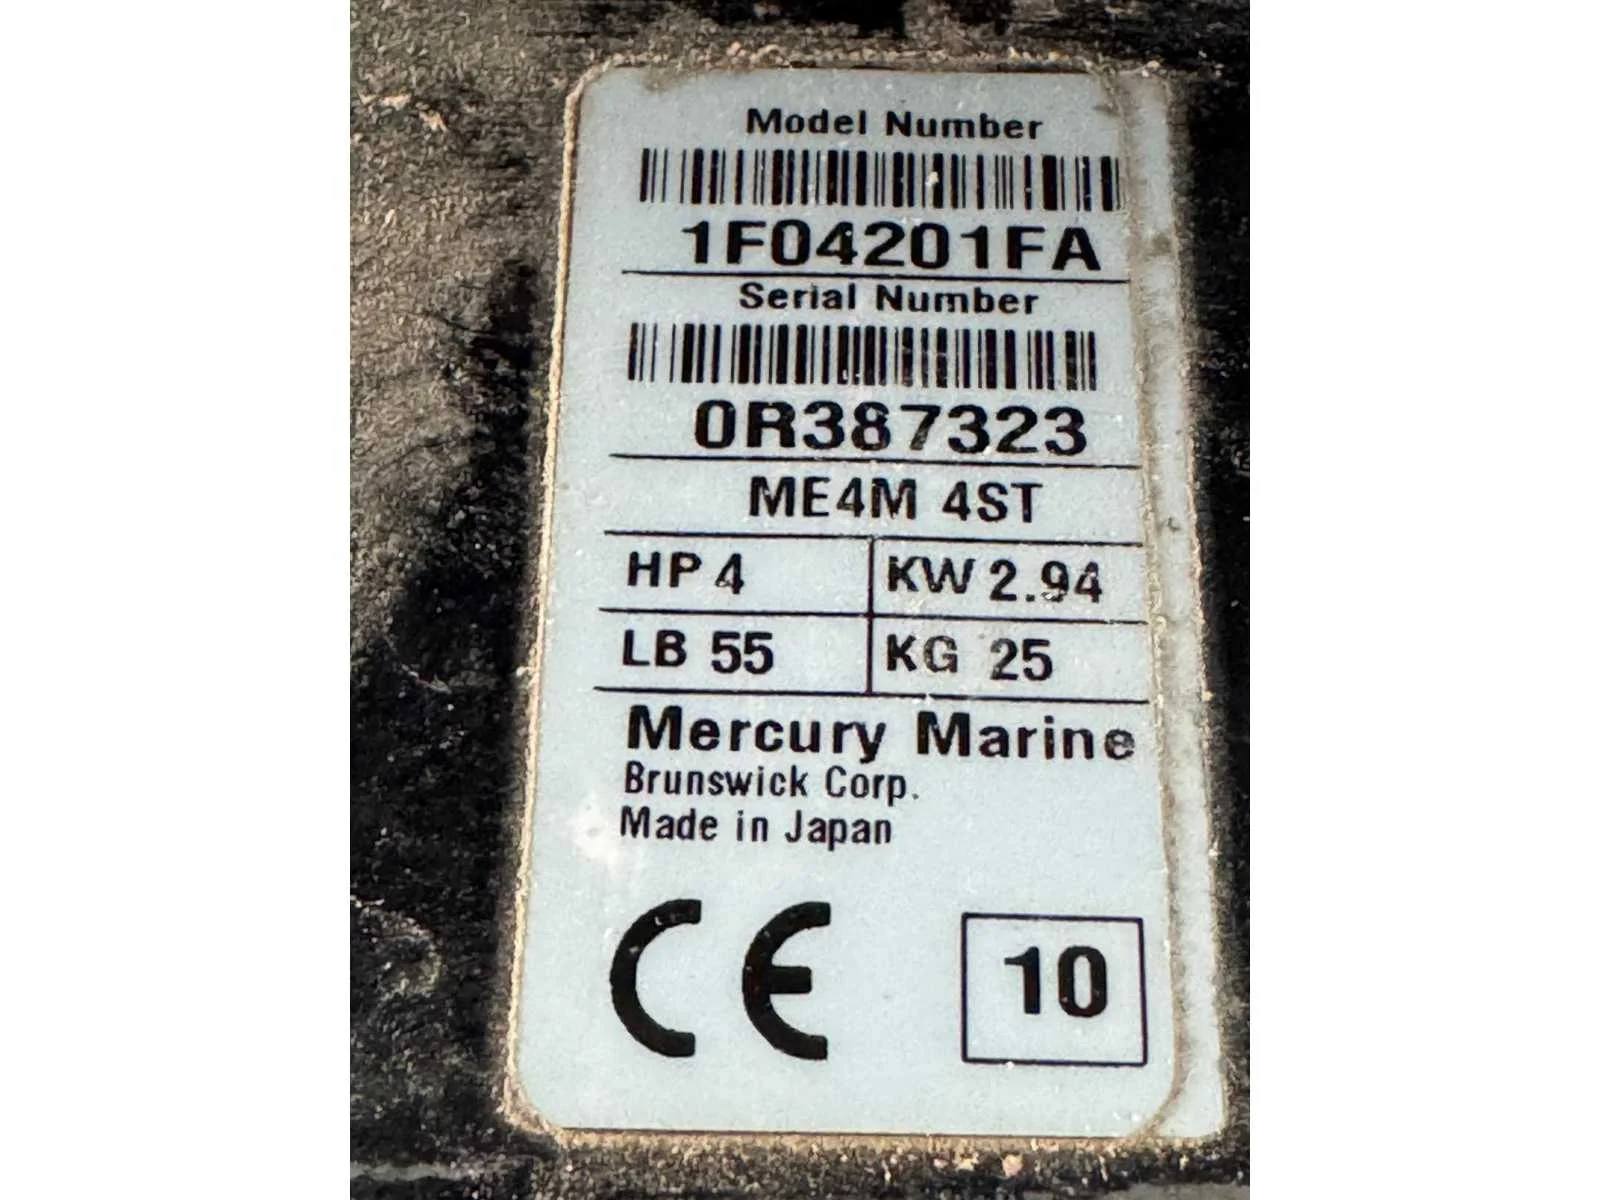 Model Number
1F04201FA
Serial Number
0R387323
ME4M 4ST
HP 4 KW 2.94
LB 55 KG 25
Mercury Marine
Brunswick Corp.
Made in Japan
CE 10